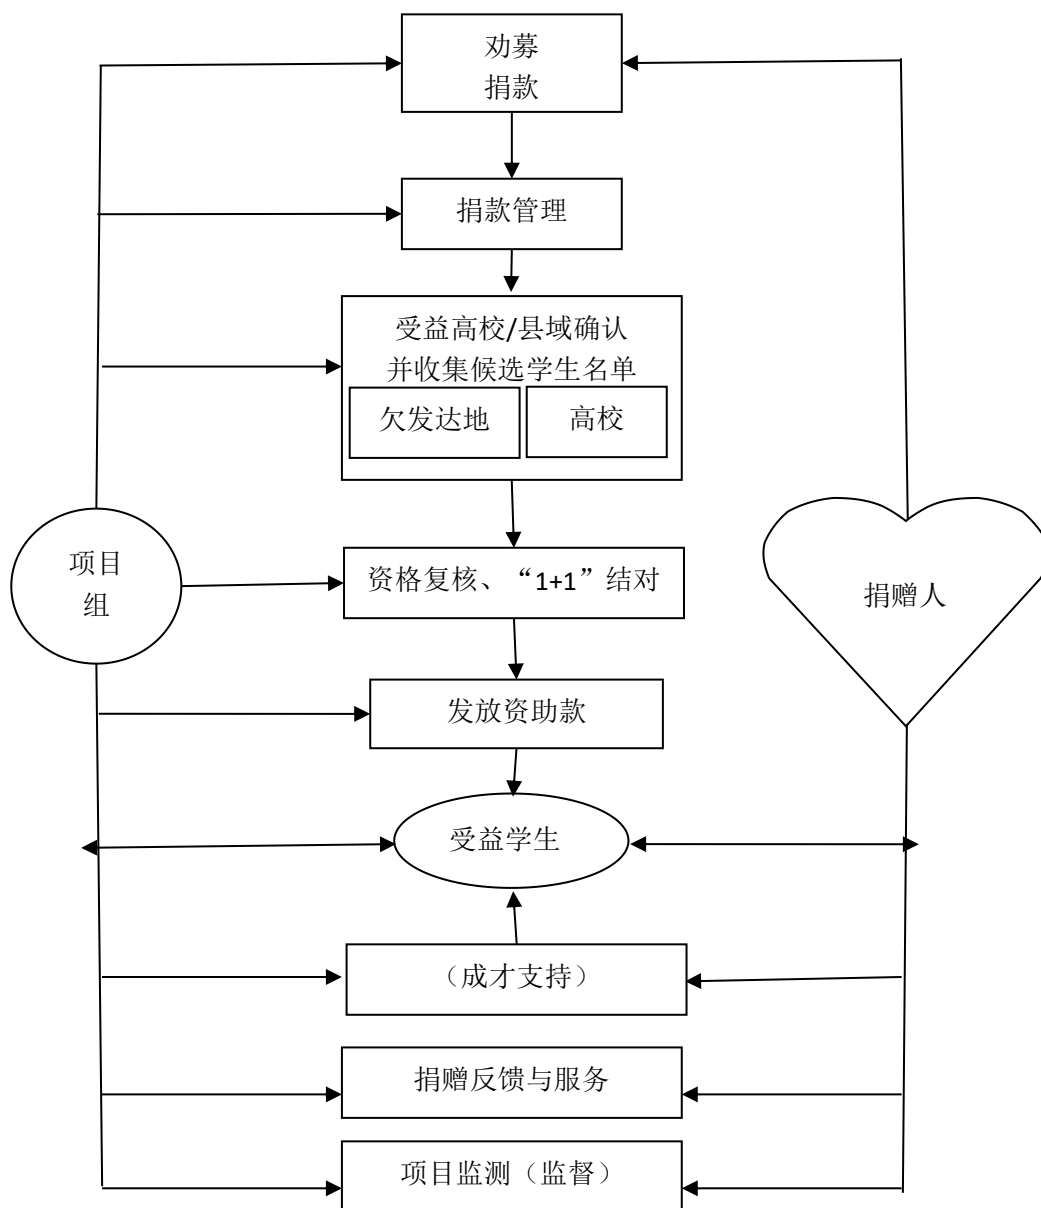 劝募
捐款
捐款管理
受益高校/县域确认
并收集候选学生名单
欠发达地
高校
项目
组
资格复核、“1+1”结对
捐赠人
发放资助款
受益学生
（成才支持）
捐赠反馈与服务
项目监测（监督）